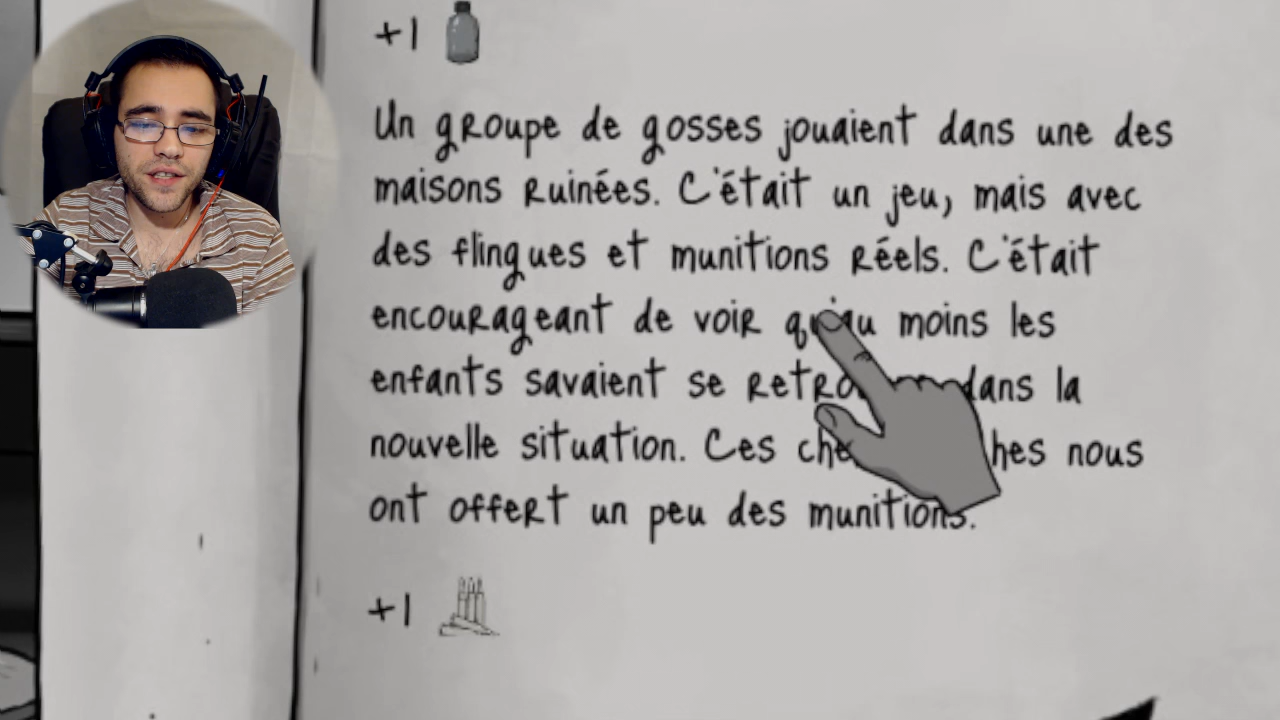 +1
Un groupe de gosses jouaient dans une des
maisons ruinées. C'était un jeu, mais avec
des flingues et munitions réels. C'était
encourageant de voir qu'au moins les
enfants savaient se dans la
nouvelle situation. Ces nous
ont offert un peu des munitions.
+1